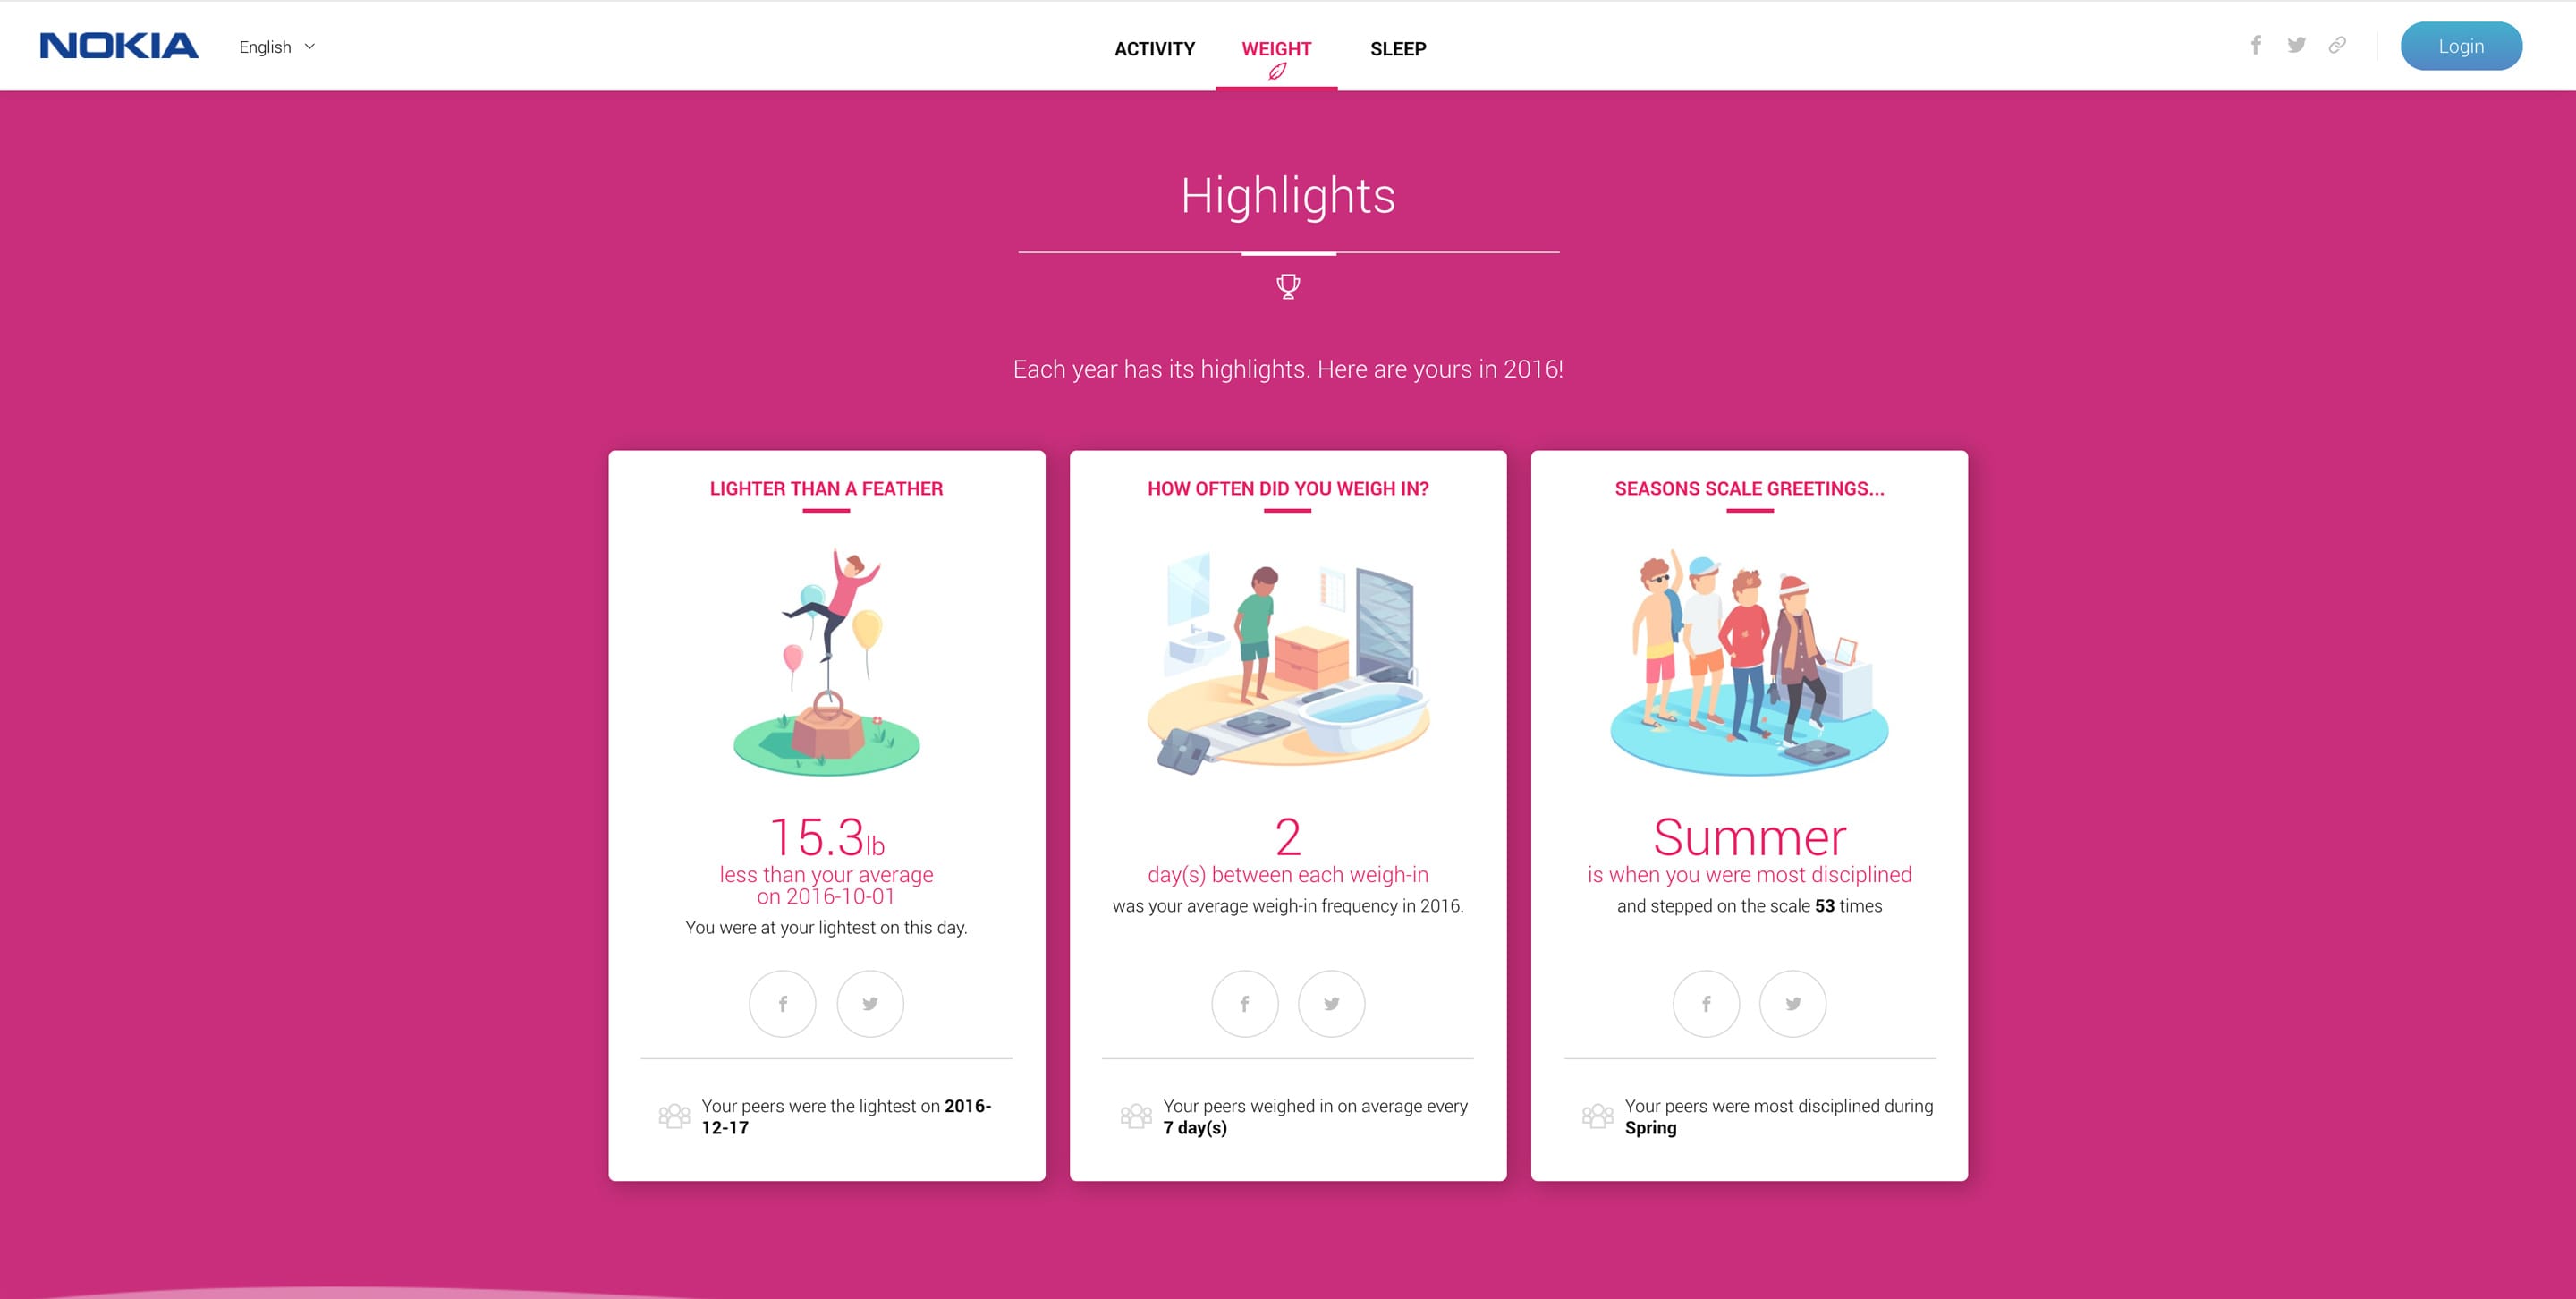 NOKIA
English
ACTIVITY
WEIGHT
SLEEP
Login
Highlights
Each year has its highlights. Here are yours in 2016!
LIGHTER THAN A FEATHER
15.3lb
less than your average
on 2016-10-01
You were at your lightest on this day.
Your peers were the lightest on 2016-
12-17
HOW OFTEN DID YOU WEIGH IN?
2
day(s) between each weigh-in
was your average weigh-in frequency in 2016.
Your peers weighed in on average every
7 day(s)
SEASONS SCALE GREETINGS...
Summer
is when you were most disciplined
and stepped on the scale 53 times
Your peers were most disciplined during
Spring